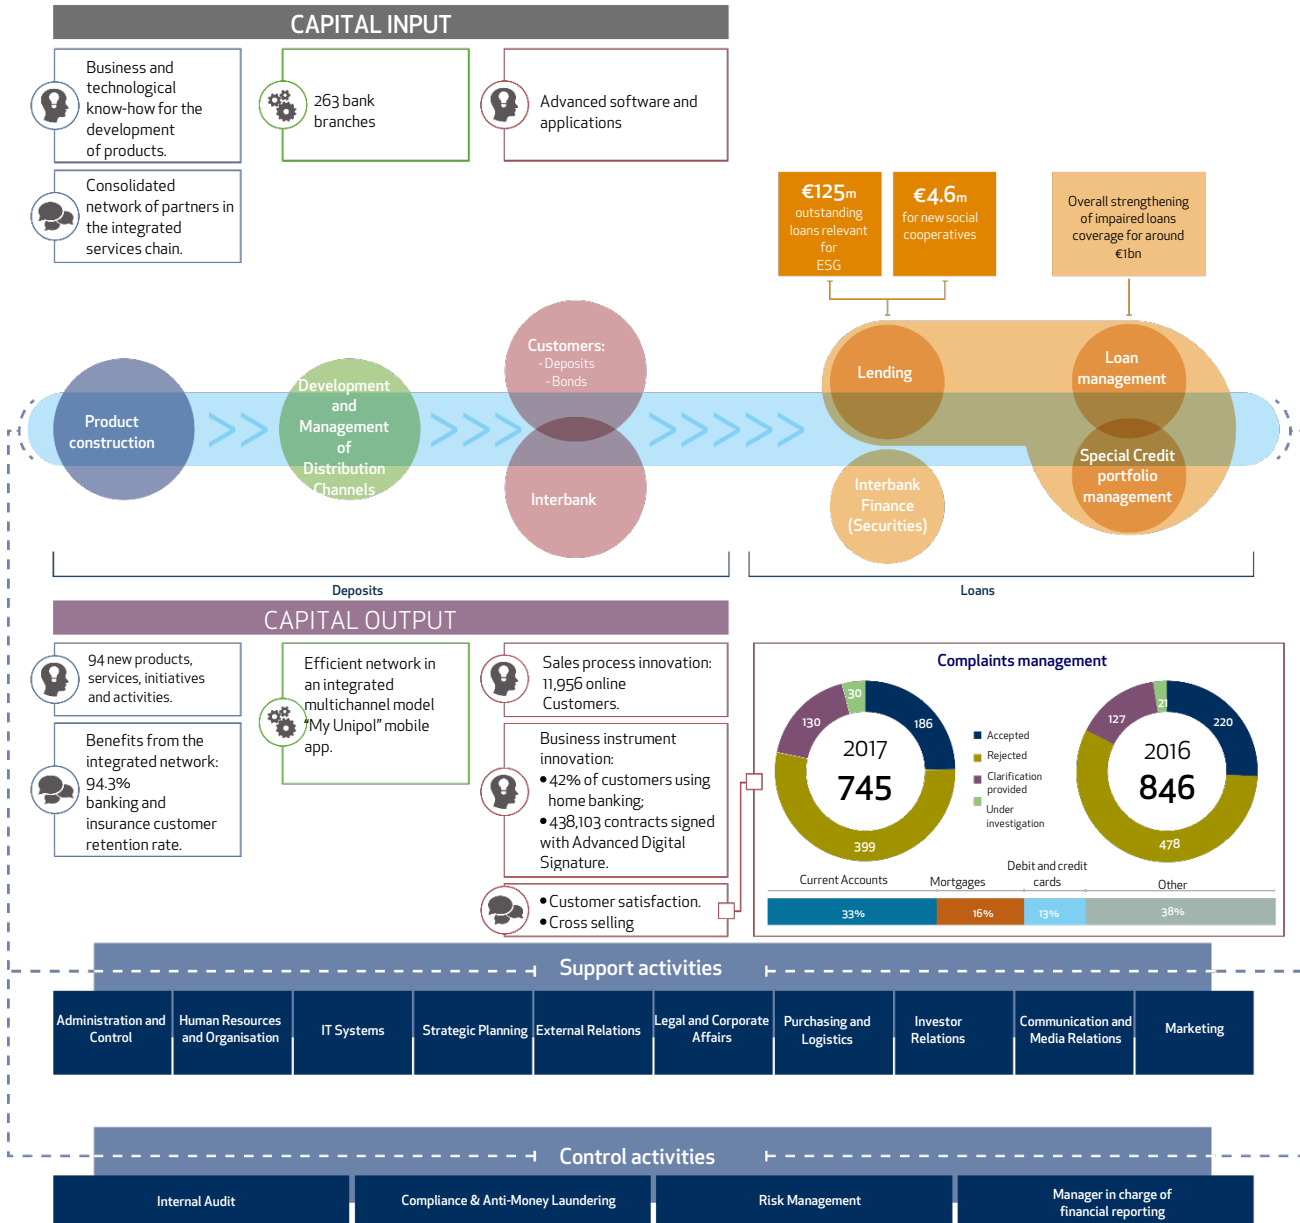 CAPITAL INPUT
Business and
technological
know-how for the
development
of products.
263 bank
branches
Advanced software and
applications
Consolidated
network of partners in
the integrated
services chain.
€125m
outstanding
loans relevant
for
ESG
€4.6m
for new social
cooperatives
Overall strengthening
of impaired loans
coverage for around
€1bn
Product
construction
Development
and
Management
of
Distribution
Channels
Customers:
- Deposits
- Bonds
Interbank
Lending
Interbank
Finance
(Securities)
Loan
management
Special Credit
portfolio
management
Deposits
Loans
CAPITAL OUTPUT
94 new products,
services, initiatives
and activities.
Benefits from the
integrated network:
94.3%
banking and
insurance customer
retention rate.
Efficient network in
an integrated
multichannel model
"My Unipol" mobile
app.
Sales process innovation:
11,956 online
Customers.
Business instrument
innovation:
• 42% of customers using
home banking;
• 438,103 contracts signed
with Advanced Digital
Signature.
• Customer satisfaction.
• Cross selling
Complaints management
30
130
186
2017
745
399
Accepted
Rejected
Clarification
provided
Under
investigation
21
127
220
2016
846
478
Current Accounts
Mortgages
Debit and credit
cards
Other
33%
16%
13%
38%
Support activities
Administration and
Control
Human Resources
and Organisation
IT Systems
Strategic Planning
External Relations
Legal and Corporate
Affairs
Purchasing and
Logistics
Investor
Relations
Communication and
Media Relations
Marketing
Control activities
Internal Audit
Compliance & Anti-Money Laundering
Risk Management
Manager in charge of
financial reporting